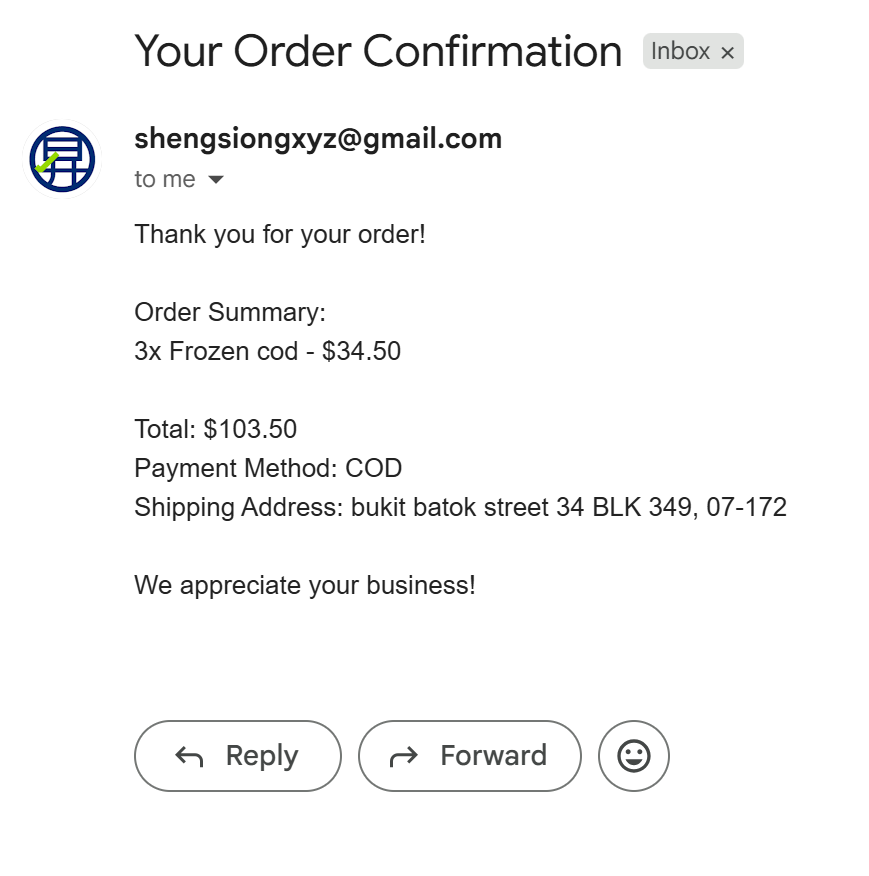 Your Order Confirmation
Inbox ×
shengsiongxyz@gmail.com
to me
Thank you for your order!
Order Summary:
3x Frozen cod - $34.50
Total: $103.50
Payment Method: COD
Shipping Address: bukit batok street 34 BLK 349, 07-172
We appreciate your business!
Reply
Forward